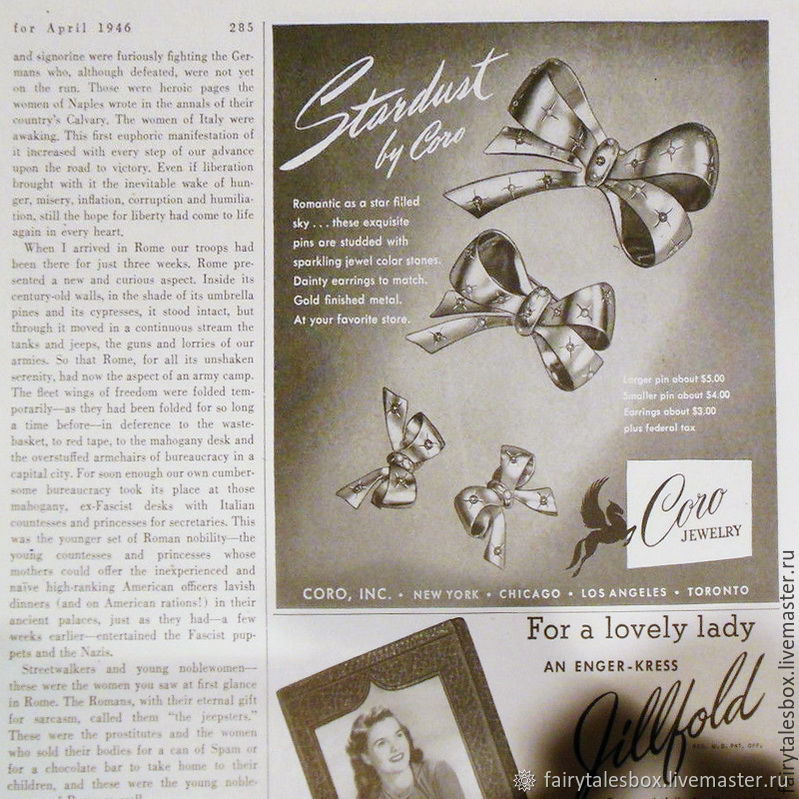 for April 1946 285
and signorine were furiously fighting the Ger-
mans who, although defeated, were not yet
on the run. Those were heroic pages the
women of Naples wrote in the annals of their
country's Calvary. The women of Italy were
awaking. This first euphoric manifestation of
it increased with every step of our advance
upon the road to victory. Even if liberation
brought with it the inevitable wake of hun-
ger, misery, inflation, corruption and humilia-
tion, still the hope for liberty had come to life
again in every heart.
When I arrived in Rome our troops had
been there for just three weeks. Rome pre-
sented a new and curious aspect. Inside its
century-old walls, in the shade of its umbrella
pines and its cypresses, it stood intact, but
through it moved in a continuous stream the
tanks and jeeps, the guns and lorries of our
armies. So that Rome, for all its unshaken
serenity, had now the aspect of an army camp.
The fleet wings of freedom were folded tem-
porarily—as they had been folded for so long
a time before—in deference to the waste-
basket, to red tape, to the mahogany desk and
the overstuffed armchairs of bureaucracy in a
capital city. For soon enough our own cumber-
some bureaucracy took its place at those
mahogany, ex-Fascist desks with Italian
countesses and princesses for secretaries. This
was the younger set of Roman nobility—the
young countesses and princesses whose
mothers could offer the inexperienced and
naïve high-ranking American officers lavish
dinners (and on American rations!) in their
ancient palaces, just as they had—a few
weeks earlier—entertained the Fascist pup-
pets and the Nazis.
Streetwalkers and young noblewomen—
these were the women you saw at first glance
in Rome. The Romans, with their eternal gift
for sarcasm, called them "the jeepsters."
These were the prostitutes and the women
who sold their bodies for a can of Spam or
for a chocolate bar to take home to their
children, and these were the young noble-
Stardust
by Coro
Romantic as a star filled
sky . . . these exquisite
pins are studded with
sparkling jewel color stones.
Dainty earrings to match.
Gold finished metal.
At your favorite store.
Larger pin about $5.00
Smaller pin about $4.00
Earrings about $3.00
plus federal tax
Coro
JEWELRY
CORO, INC. • NEW YORK • CHICAGO • LOS ANGELES • TORONTO
For a lovely lady
AN ENGER-KRESS
Jillfold
REG. U.S. PAT. OFF.
fairytalesbox.livemaster.ru
fairytalesbox.livemaster.ru